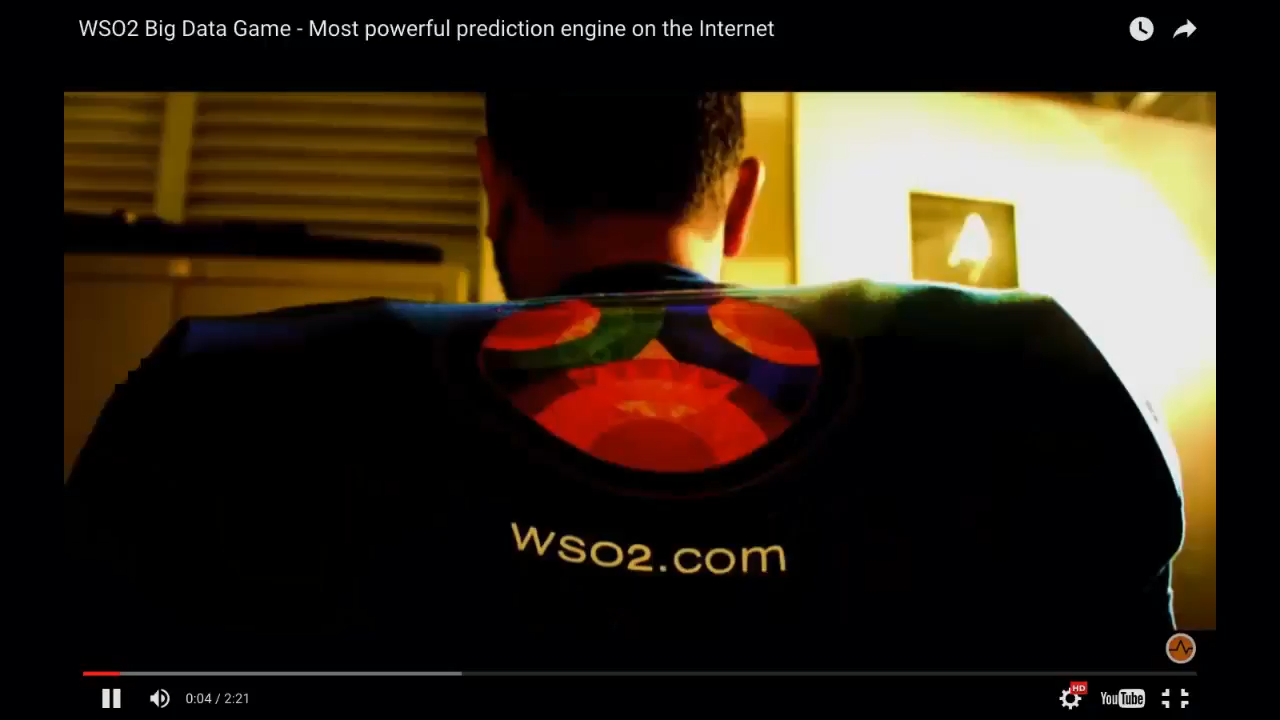 WSO2 Big Data Game - Most powerful prediction engine on the Internet
wso2.com
0:04 / 2:21
HD
YouTube